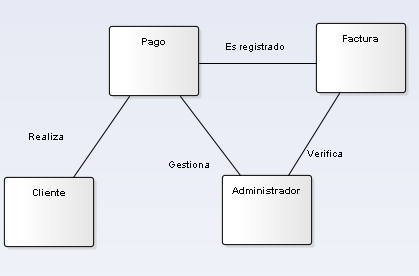 Pago
Es registrado
Factura
Realiza
Gestiona
Verifica
Cliente
Administrador